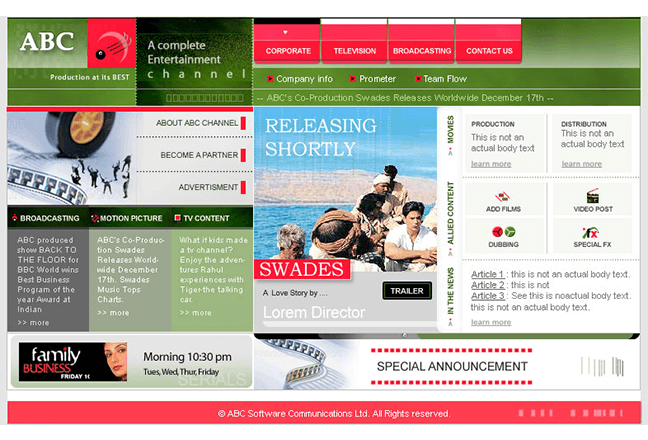 ABC
Production at its BEST
A complete
Entertainment
channel
CORPORATE
TELEVISION
BROADCASTING
CONTACT US
Company info
Prometer
Team Flow
-- ABC's Co-Production Swades Releases Worldwide December 17th --
ABOUT ABC CHANNEL
BECOME A PARTNER
ADVERTISMENT
BROADCASTING
MOTION PICTURE
TV CONTENT
ABC produced
show BACK TO
THE FLOOR for
BBC World wins
Best Business
Program of the
year Award at
Indian
>> more
ABC's Co-Produc-
tion Swades
Releases World-
wide December
17th. Swades
Music Tops
Charts.
>> more
What if kids made
a tv channel?
Enjoy the adven-
tures Rahul
experiences with
Tiger-the talking
car.
>> more
RELEASING
SHORTLY
SWADES
A Love Story by ....
TRAILER
Lorem Director
MOVIES
PRODUCTION
This is not an
actual body text
learn more
DISTRIBUTION
This is not an
actual body text
learn more
ALLIED CONTENT
ADD FILMS
VIDEO POST
DUBBING
SPECIAL FX
IN THE NEWS
Article 1 : this is not an actual body text.
Article 2 : this is not
Article 3 : See this is noactual body text.
this is not an actual body text.
learn more
family
BUSINESS
Morning 10:30 pm
Tues, Wed, Thur, Friday
SERIALS
SPECIAL ANNOUNCEMENT
© ABC Software Communications Ltd. All Rights reserved.